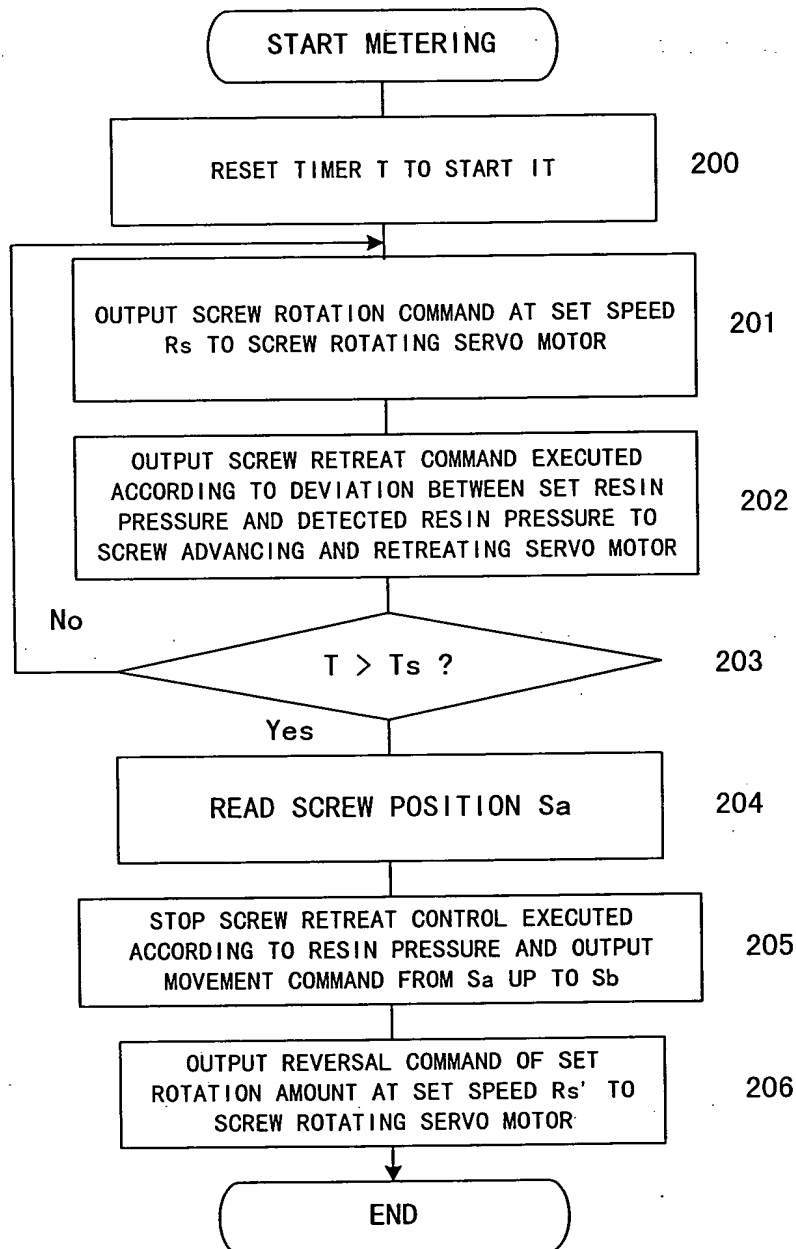 START METERING
RESET TIMER T TO START IT
200
OUTPUT SCREW ROTATION COMMAND AT SET SPEED
Rs TO SCREW ROTATING SERVO MOTOR
201
OUTPUT SCREW RETREAT COMMAND EXECUTED
ACCORDING TO DEVIATION BETWEEN SET RESIN
PRESSURE AND DETECTED RESIN PRESSURE TO
SCREW ADVANCING AND RETREATING SERVO MOTOR
202
No
T > Ts ?
203
Yes
READ SCREW POSITION Sa
204
STOP SCREW RETREAT CONTROL EXECUTED
ACCORDING TO RESIN PRESSURE AND OUTPUT
MOVEMENT COMMAND FROM Sa UP TO Sb
205
OUTPUT REVERSAL COMMAND OF SET
ROTATION AMOUNT AT SET SPEED Rs' TO
SCREW ROTATING SERVO MOTOR
206
END